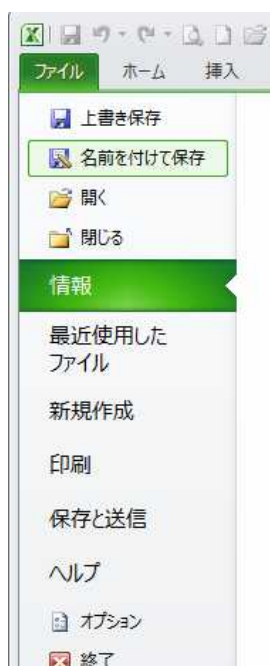 ファイル ホーム 挿入
上書き保存
名前を付けて保存
開く
閉じる
情報
最近使用した
ファイル
新規作成
印刷
保存と送信
ヘルプ
オプション
終了